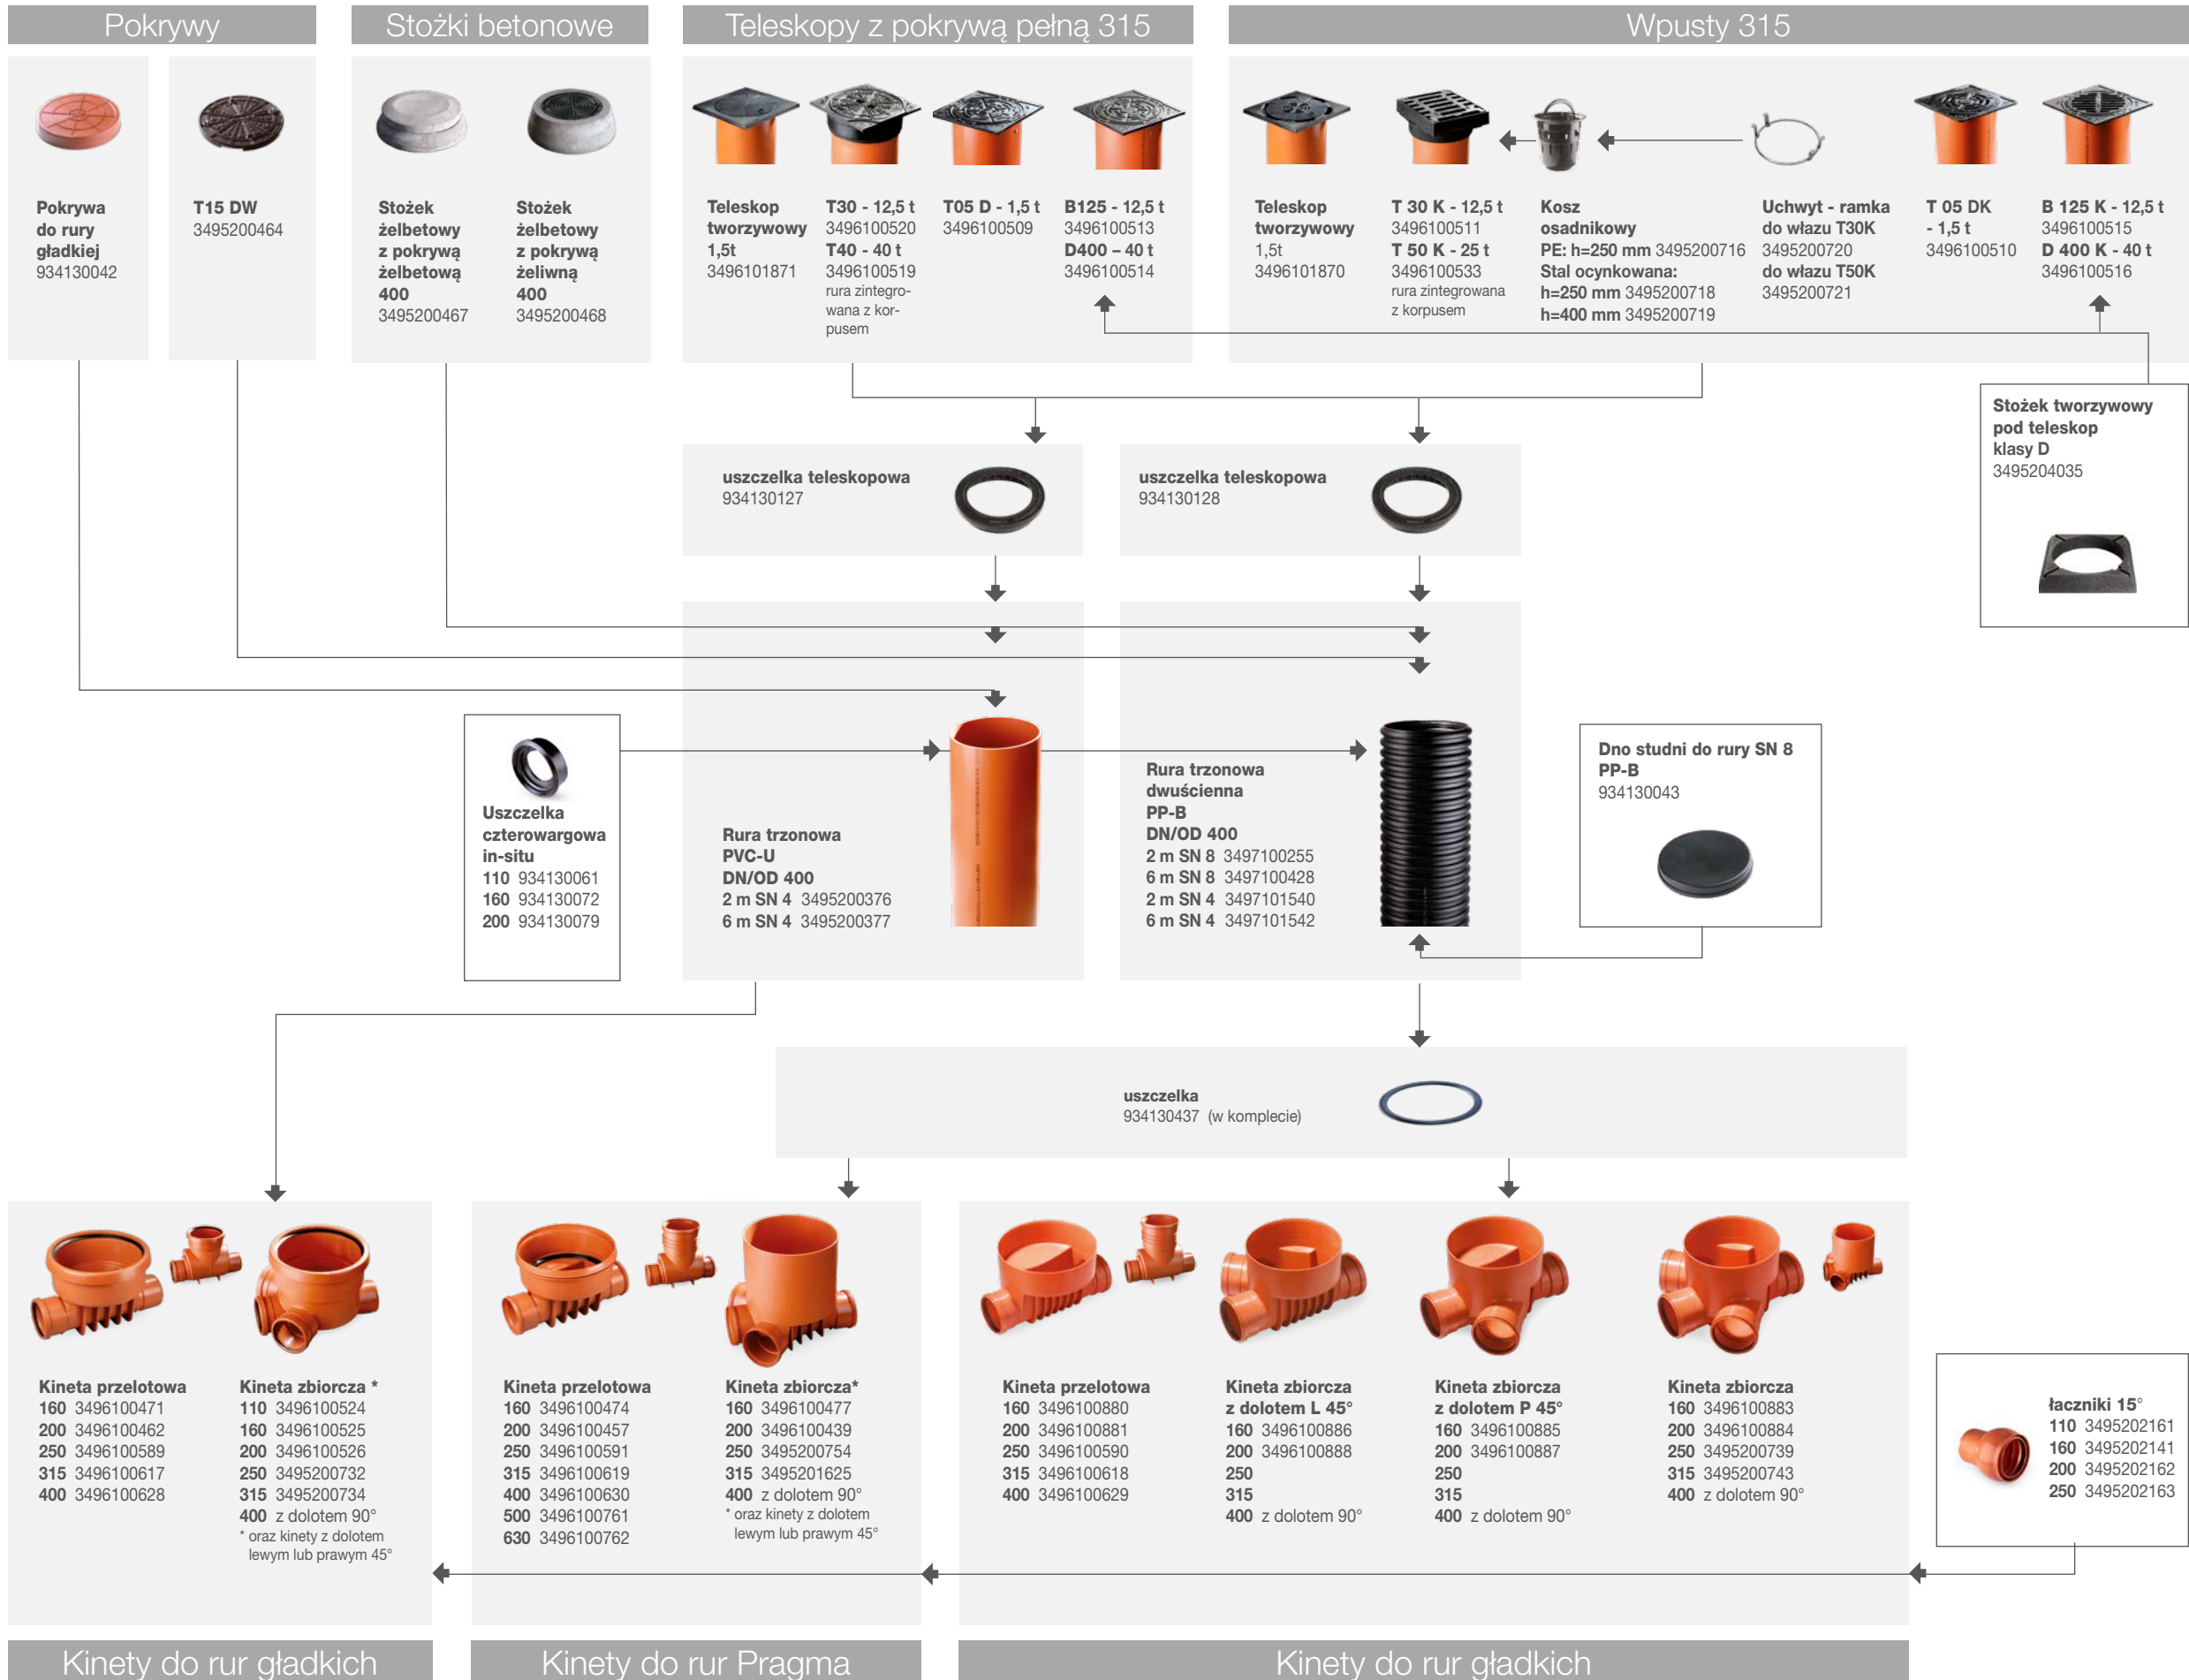 Pokrywy
Stożki betonowe
Teleskopy z pokrywą pełną 315
Wpusty 315
Pokrywa
do rury
gładkiej
934130042
T15 DW
3495200464
Stożek
żelbetowy
z pokrywą
żelbetową
400
3495200467
Stożek
żelbetowy
z pokrywą
żeliwną
400
3495200468
Teleskop
tworzywowy
1,5t
3496101871
T30 - 12,5 t
3496100520
T40 - 40 t
3496100519
rura zintegro-
wana z kor-
pusem
T05 D - 1,5 t
3496100509
B125 - 12,5 t
3496100513
D400 – 40 t
3496100514
Teleskop
tworzywowy
1,5t
3496101870
T 30 K - 12,5 t
3496100511
T 50 K - 25 t
3496100533
rura zintegrowana
z korpusem
Kosz
osadnikowy
PE: h=250 mm 3495200716
Stal ocynkowana:
h=250 mm 3495200718
h=400 mm 3495200719
Uchwyt - ramka
do włazu T30K
3495200720
do włazu T50K
3495200721
T 05 DK
- 1,5 t
3496100510
B 125 K - 12,5 t
3496100515
D 400 K - 40 t
3496100516
Stożek tworzywowy
pod teleskop
klasy D
3495204035
uszczelka teleskopowa
934130127
uszczelka teleskopowa
934130128
Uszczelka
czterowargowa
in-situ
110 934130061
160 934130072
200 934130079
Rura trzonowa
PVC-U
DN/OD 400
2 m SN 4 3495200376
6 m SN 4 3495200377
Rura trzonowa
dwuścienna
PP-B
DN/OD 400
2 m SN 8 3497100255
6 m SN 8 3497100428
2 m SN 4 3497101540
6 m SN 4 3497101542
Dno studni do rury SN 8
PP-B
934130043
uszczelka
934130437 (w komplecie)
Kineta przelotowa
160 3496100471
200 3496100462
250 3496100589
315 3496100617
400 3496100628
Kineta zbiorcza *
110 3496100524
160 3496100525
200 3496100526
250 3495200732
315 3495200734
400 z dolotem 90°
* oraz kinety z dolotem
lewym lub prawym 45°
Kineta przelotowa
160 3496100474
200 3496100457
250 3496100591
315 3496100619
400 3496100630
500 3496100761
630 3496100762
Kineta zbiorcza*
160 3496100477
200 3496100439
250 3495200754
315 3495201625
400 z dolotem 90°
* oraz kinety z dolotem
lewym lub prawym 45°
Kineta przelotowa
160 3496100880
200 3496100881
250 3496100590
315 3496100618
400 3496100629
Kineta zbiorcza
z dolotem L 45°
160 3496100886
200 3496100888
250
315
400 z dolotem 90°
Kineta zbiorcza
z dolotem P 45°
160 3496100885
200 3496100887
250
315
400 z dolotem 90°
Kineta zbiorcza
160 3496100883
200 3496100884
250 3495200739
315 3495200743
400 z dolotem 90°
łaczniki 15°
110 3495202161
160 3495202141
200 3495202162
250 3495202163
Kinety do rur gładkich
Kinety do rur Pragma
Kinety do rur gładkich